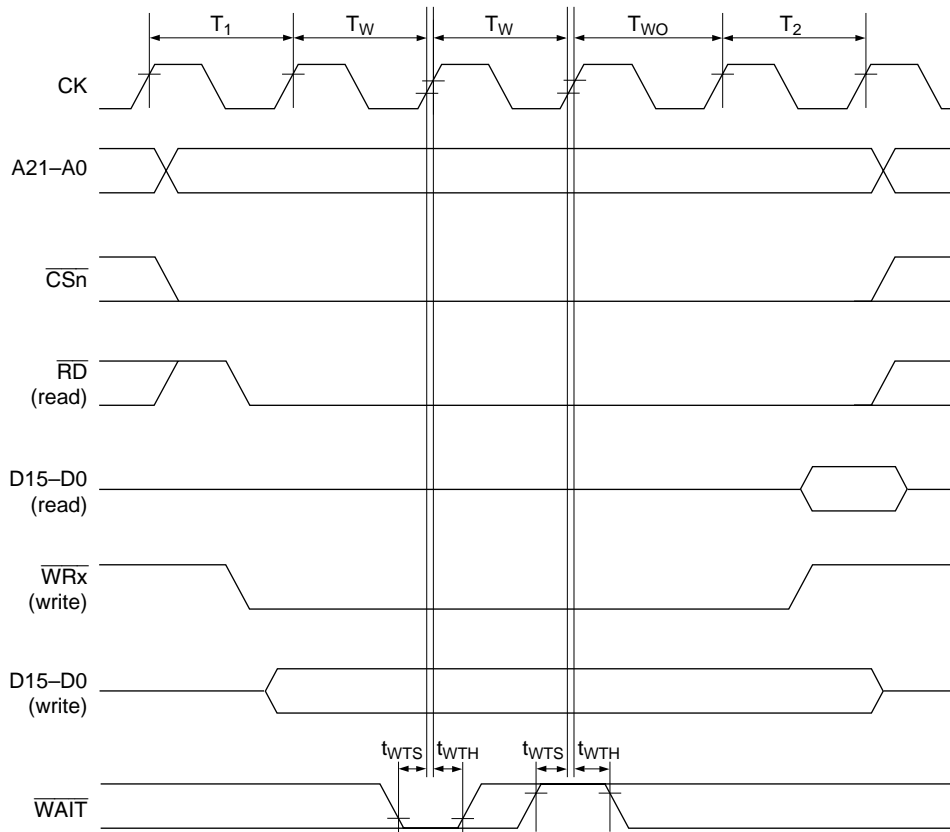 T1 TW TW TWO T2
CK
A21–A0
CSn
RD
(read)
D15–D0
(read)
WRx
(write)
D15–D0
(write)
tWTS tWTH tWTS tWTH
WAIT